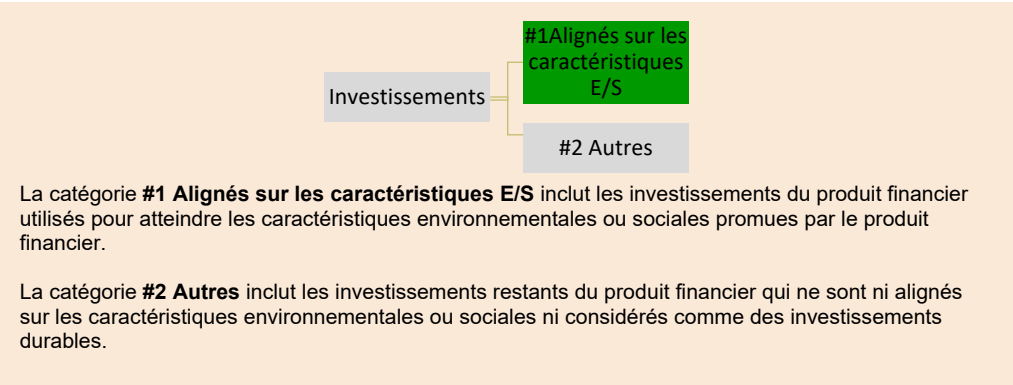 #1Alignés sur les
caractéristiques
E/S
Investissements
#2 Autres
La catégorie #1 Alignés sur les caractéristiques E/S inclut les investissements du produit financier
utilisés pour atteindre les caractéristiques environnementales ou sociales promues par le produit
financier.
La catégorie #2 Autres inclut les investissements restants du produit financier qui ne sont ni alignés
sur les caractéristiques environnementales ou sociales ni considérés comme des investissements
durables.